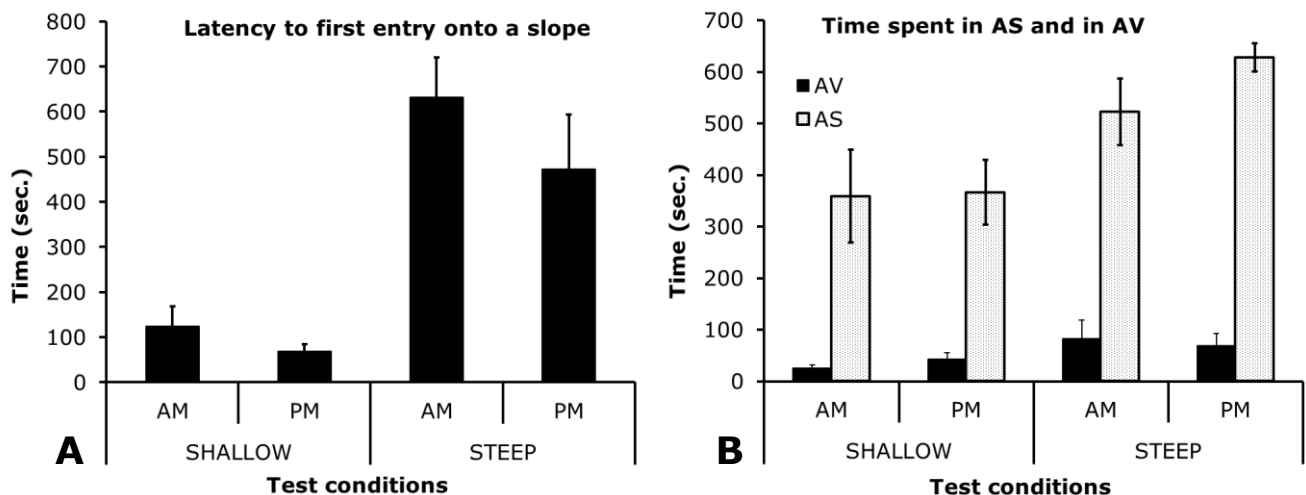 Latency to first entry onto a slope
Time (sec.)
800
700
600
500
400
300
200
100
0
AM PM AM PM
SHALLOW STEEP
Test conditions
A
Time spent in AS and in AV
AV
AS
Time (sec.)
700
600
500
400
300
200
100
0
AM PM AM PM
SHALLOW STEEP
Test conditions
B